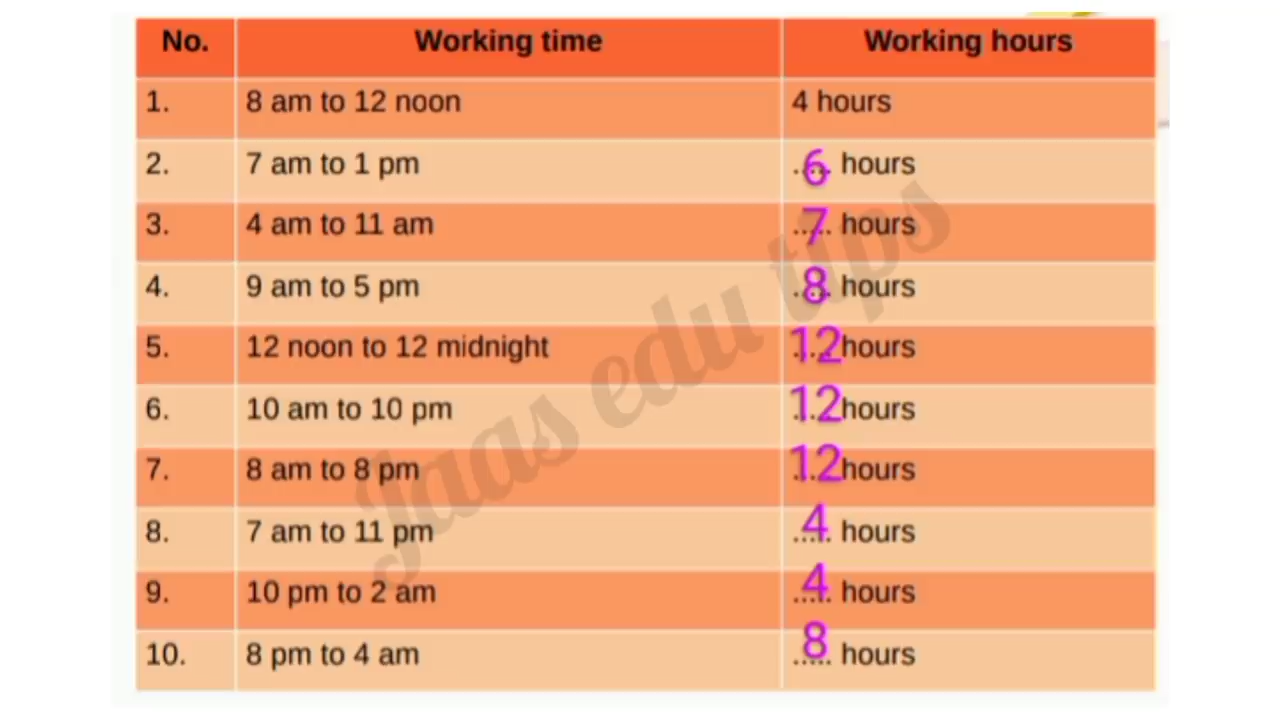 No. Working time Working hours
1. 8 am to 12 noon 4 hours
2. 7 am to 1 pm ..6.. hours
3. 4 am to 11 am ..7.. hours
4. 9 am to 5 pm ..8.. hours
5. 12 noon to 12 midnight 12 hours
6. 10 am to 10 pm 12 hours
7. 8 am to 8 pm 12 hours
8. 7 am to 11 pm ..4.. hours
9. 10 pm to 2 am ..4.. hours
10. 8 pm to 4 am ..8.. hours
Jaas edu tips